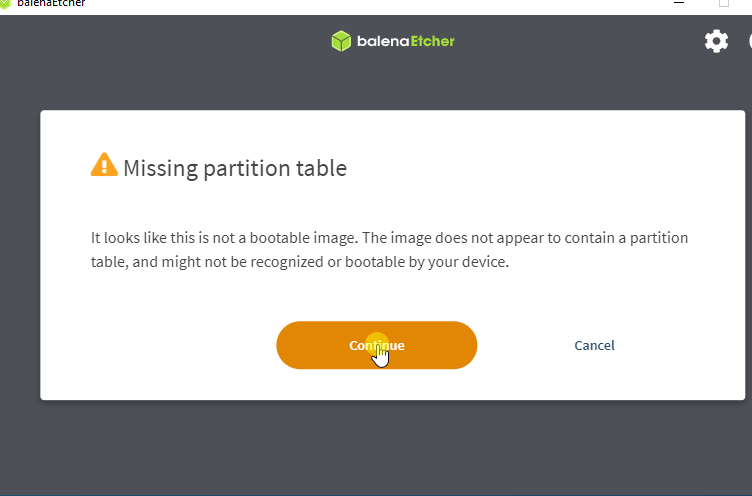 balenaEtcher
balenaEtcher
Missing partition table
It looks like this is not a bootable image. The image does not appear to contain a partition
table, and might not be recognized or bootable by your device.
Continue
Cancel